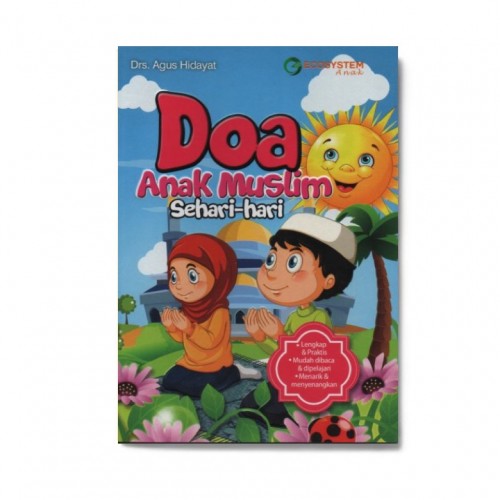 Drs. Agus Hidayat
ECOSYSTEM
Anak
Doa
Anak Muslim
Sehari-hari
• Lengkap
& Praktis
• Mudah dibaca
& dipelajari
• Menarik &
menyenangkan